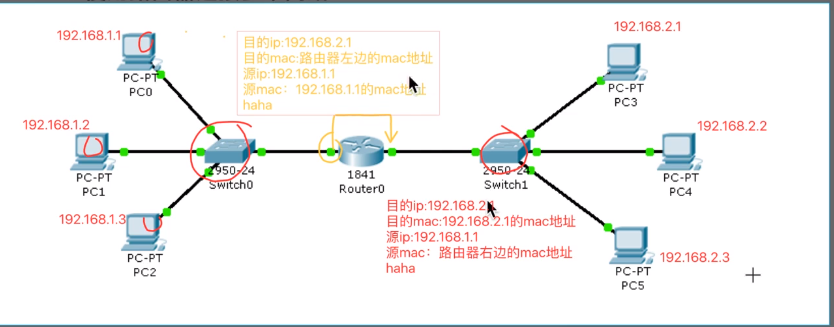 192.168.1.1
PC-PT
PC0
192.168.1.2
PC-PT
PC1
192.168.1.3
PC-PT
PC2
2950-24
Switch0
目的ip:192.168.2.1
目的mac:路由器左边的mac地址
源ip:192.168.1.1
源mac：192.168.1.1的mac地址
haha
1841
Router0
2950-24
Switch1
目的ip:192.168.2.1
目的mac:192.168.2.1的mac地址
源ip:192.168.1.1
源mac：路由器右边的mac地址
haha
192.168.2.1
PC-PT
PC3
192.168.2.2
PC-PT
PC4
192.168.2.3
PC-PT
PC5